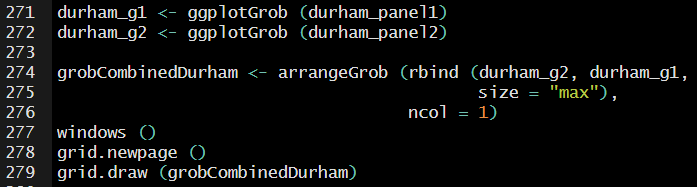 271 durham_g1 <- ggplotGrob (durham_panel1)
272 durham_g2 <- ggplotGrob (durham_panel2)
273
274 grobCombinedDurham <- arrangeGrob (rbind (durham_g2, durham_g1,
275 size = "max"),
276 ncol = 1)
277 windows ()
278 grid.newpage ()
279 grid.draw (grobCombinedDurham)